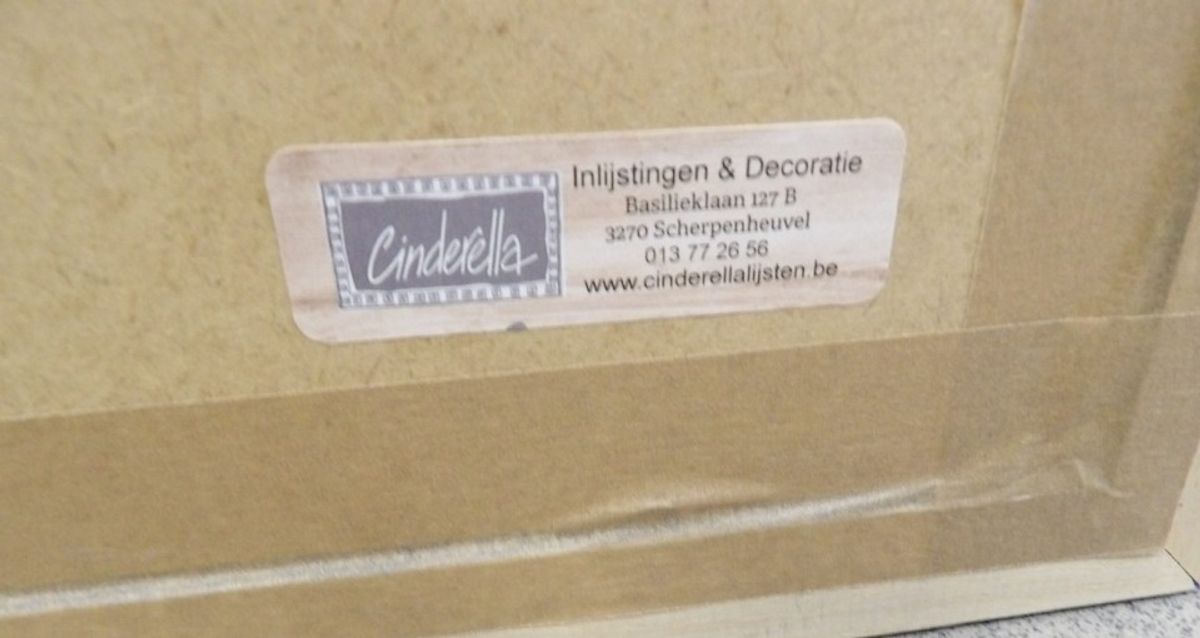 Cinderella
Inlijstingen & Decoratie
Basilieklaan 127 B
3270 Scherpenheuvel
013 77 26 56
www.cinderellalijsten.be